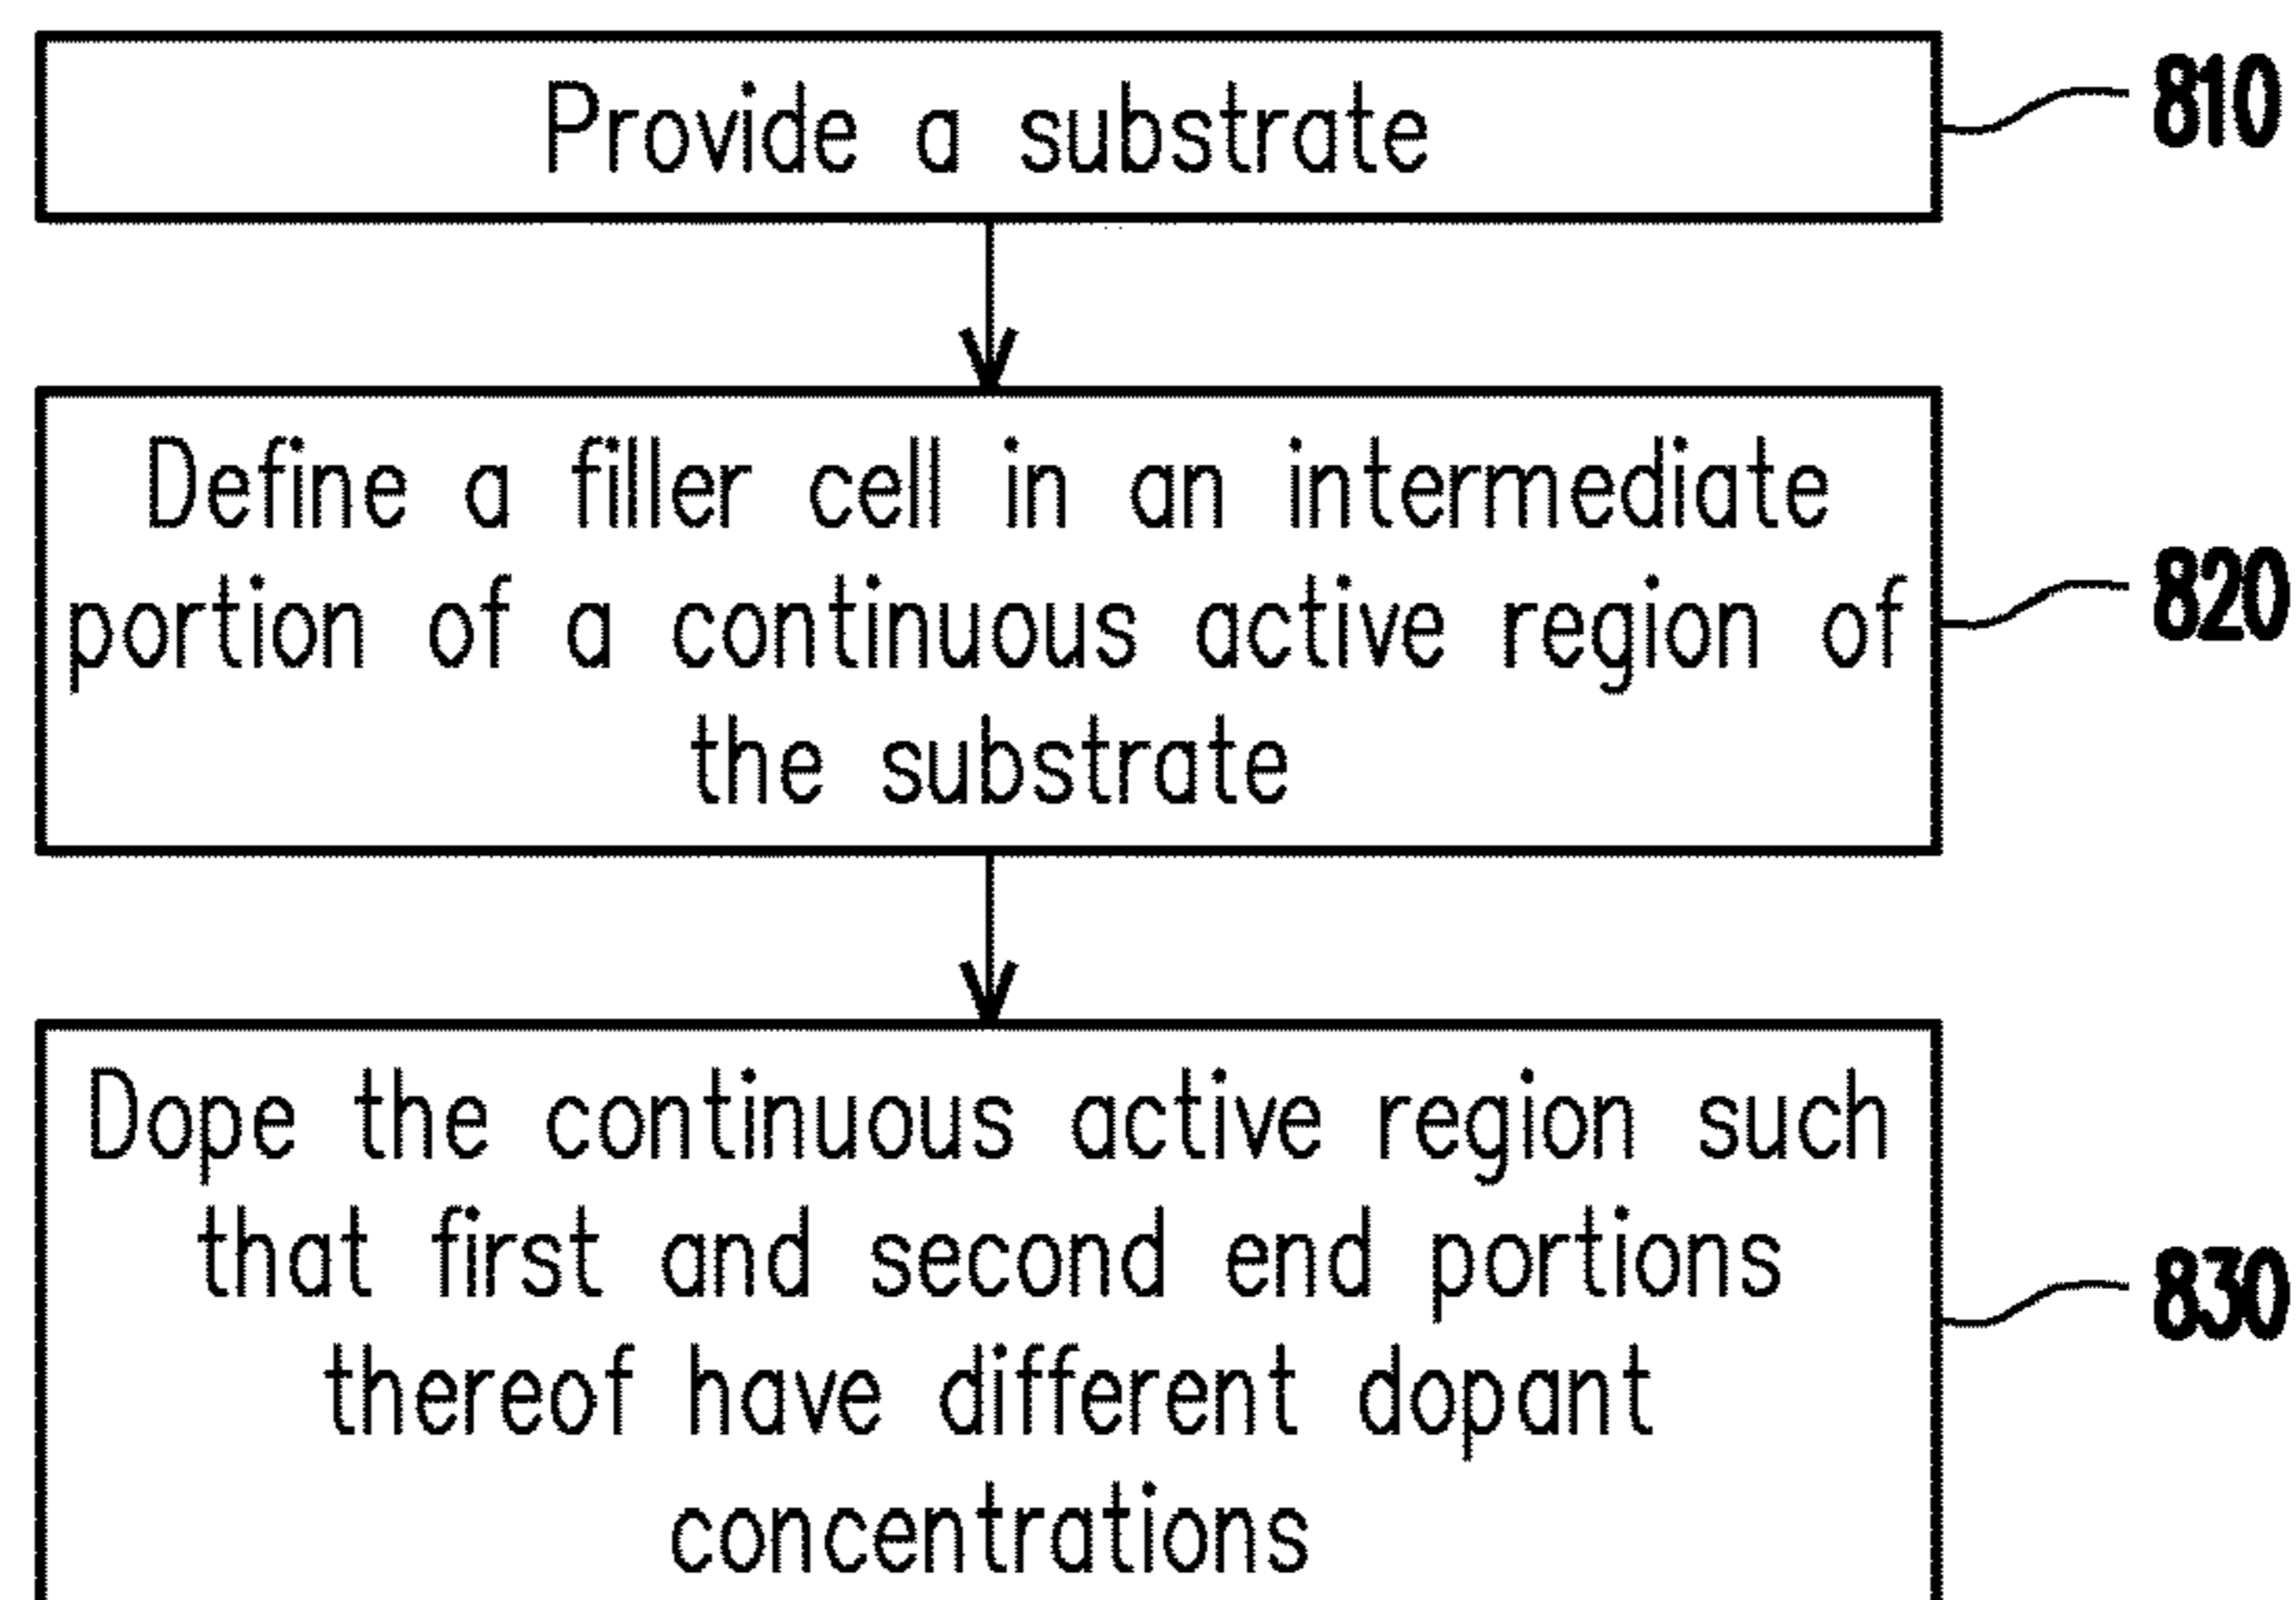 Provide a substrate
810
Define a filler cell in an intermediate
portion of a continuous active region of
the substrate
820
Dope the continuous active region such
that first and second end portions
thereof have different dopant
concentrations
830